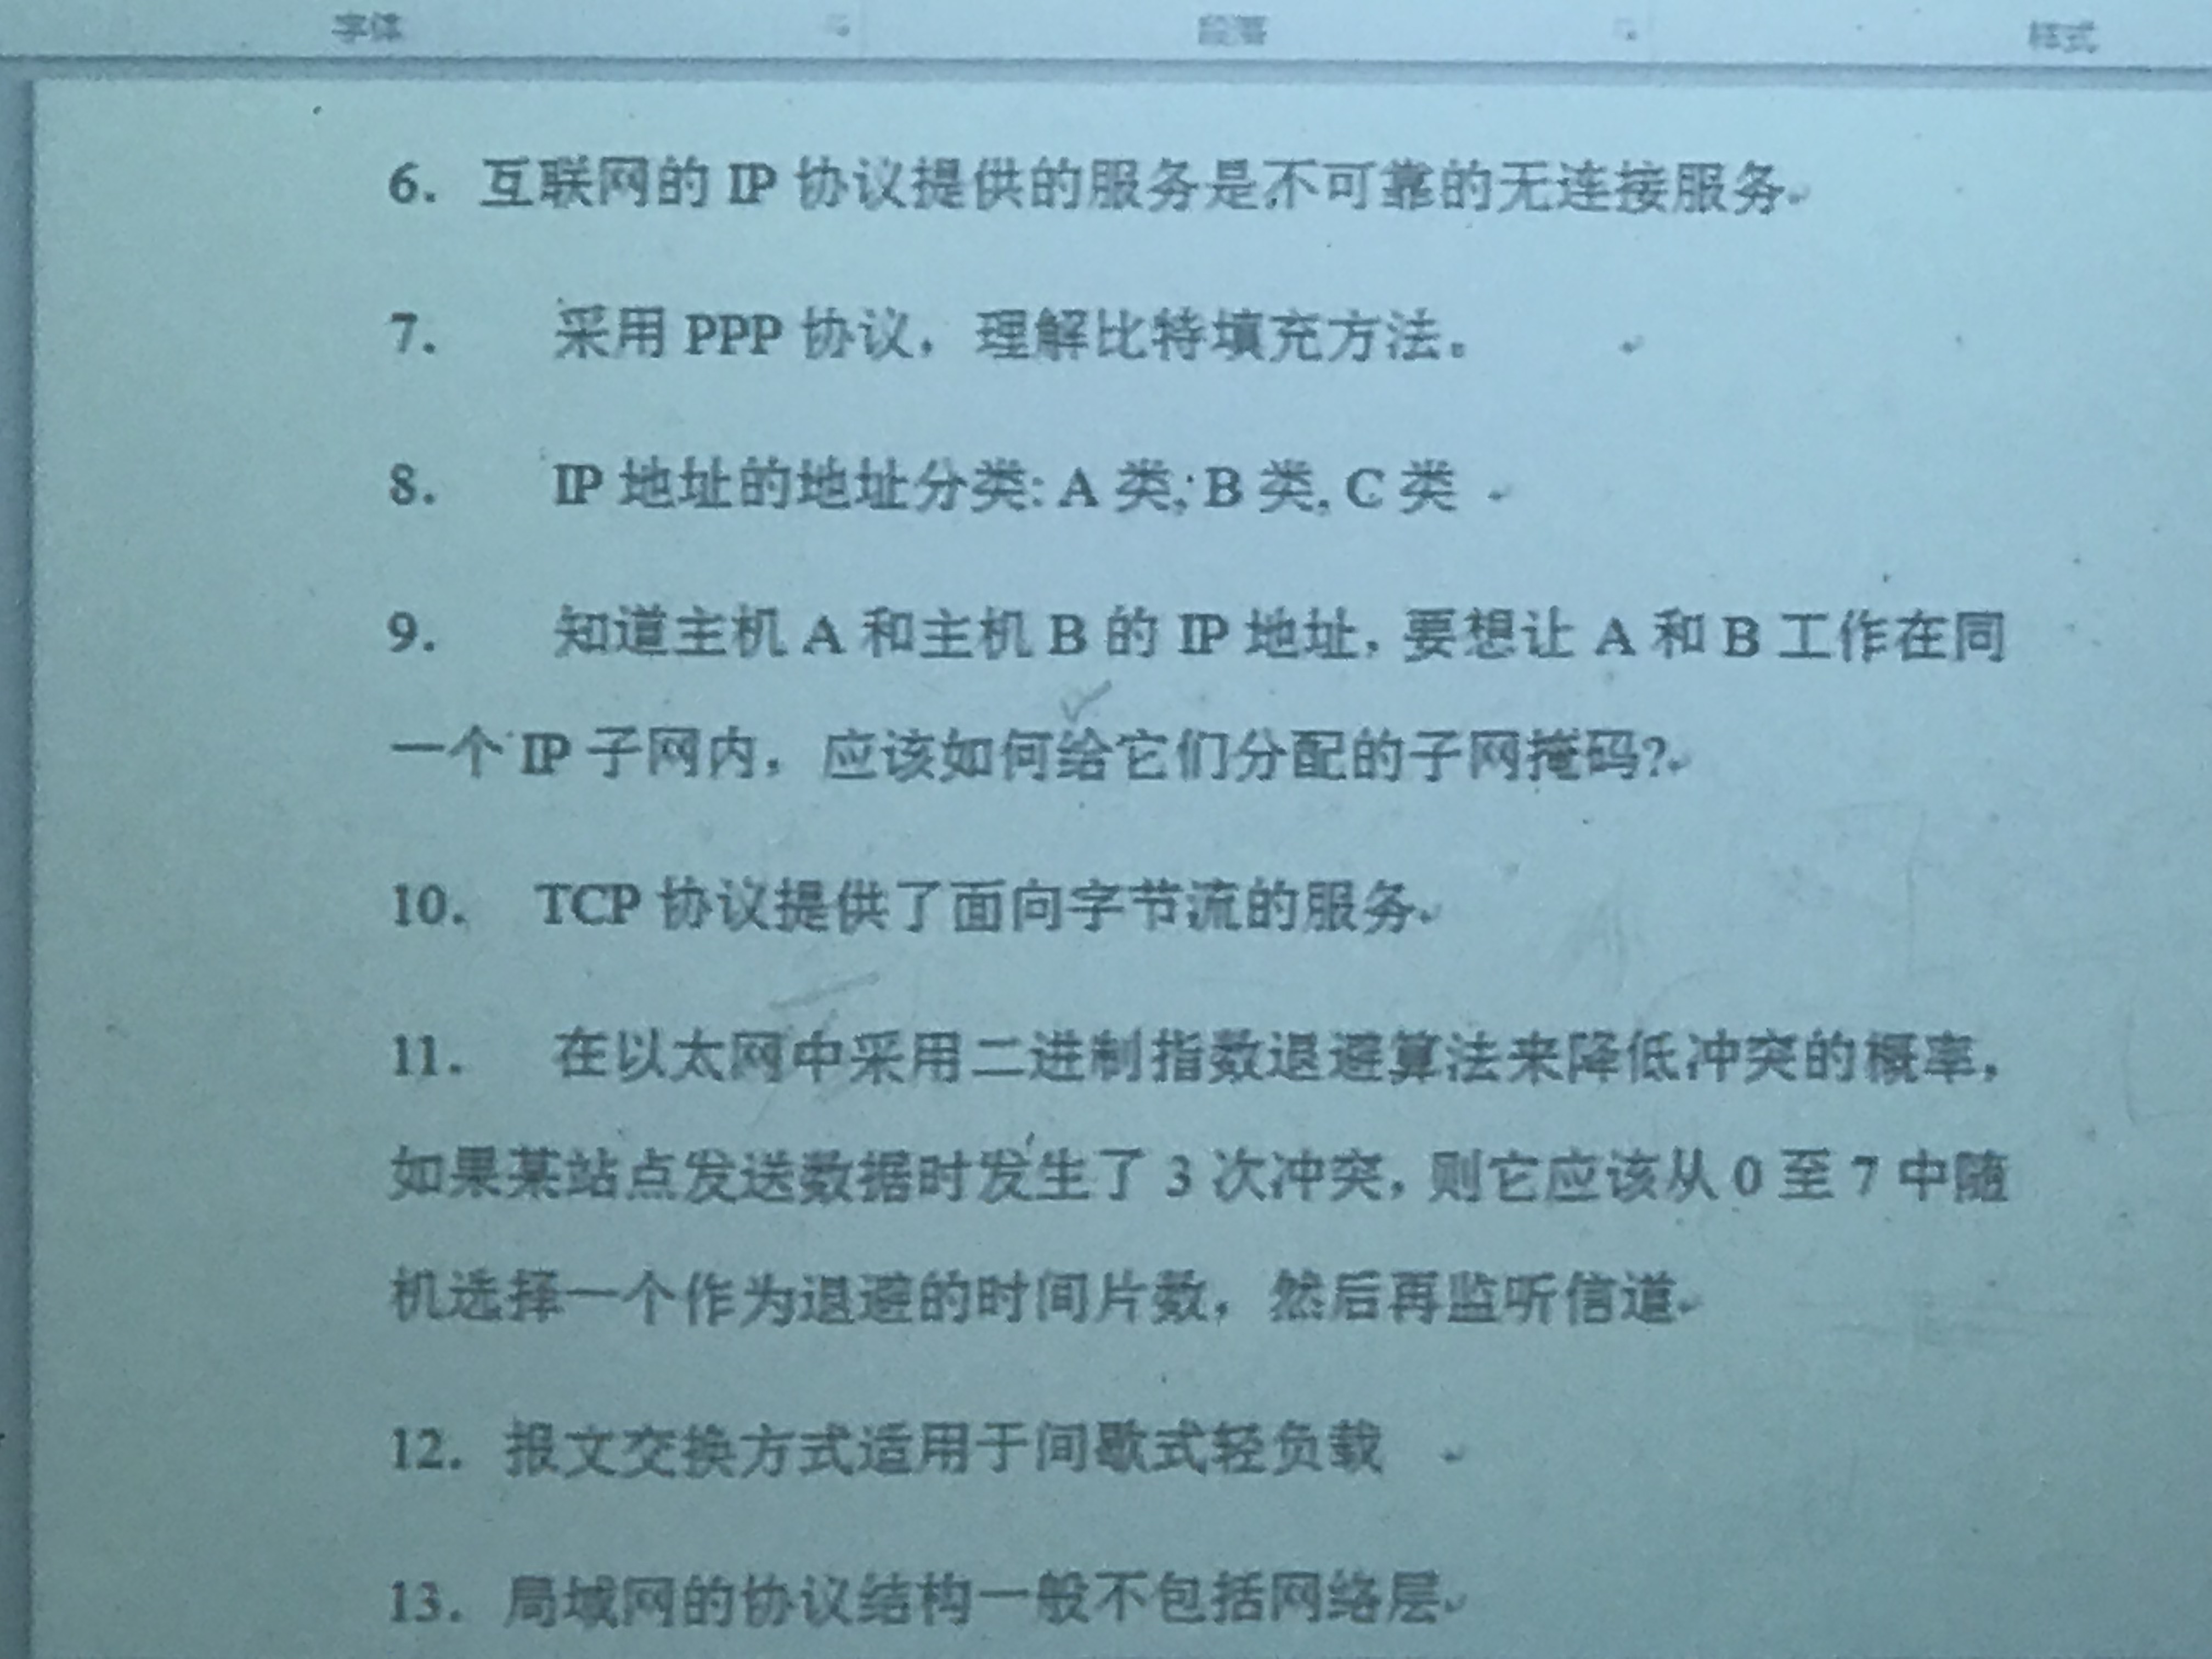 字体 段落 样式
6. 互联网的 IP 协议提供的服务是不可靠的无连接服务
7. 采用 PPP 协议，理解比特填充方法。
8. IP 地址的地址分类: A 类; B 类, C 类
9. 知道主机 A 和主机 B 的 IP 地址, 要想让 A 和 B 工作在同
一个 IP 子网内，应该如何给它们分配的子网掩码?
10. TCP 协议提供了面向字节流的服务
11. 在以太网中采用二进制指数退避算法来降低冲突的概率，
如果某站点发送数据时发生了 3 次冲突, 则它应该从 0 至 7 中随
机选择一个作为退避的时间片数，然后再监听信道
12. 报文交换方式适用于间歇式轻负载
13. 局域网的协议结构一般不包括网络层